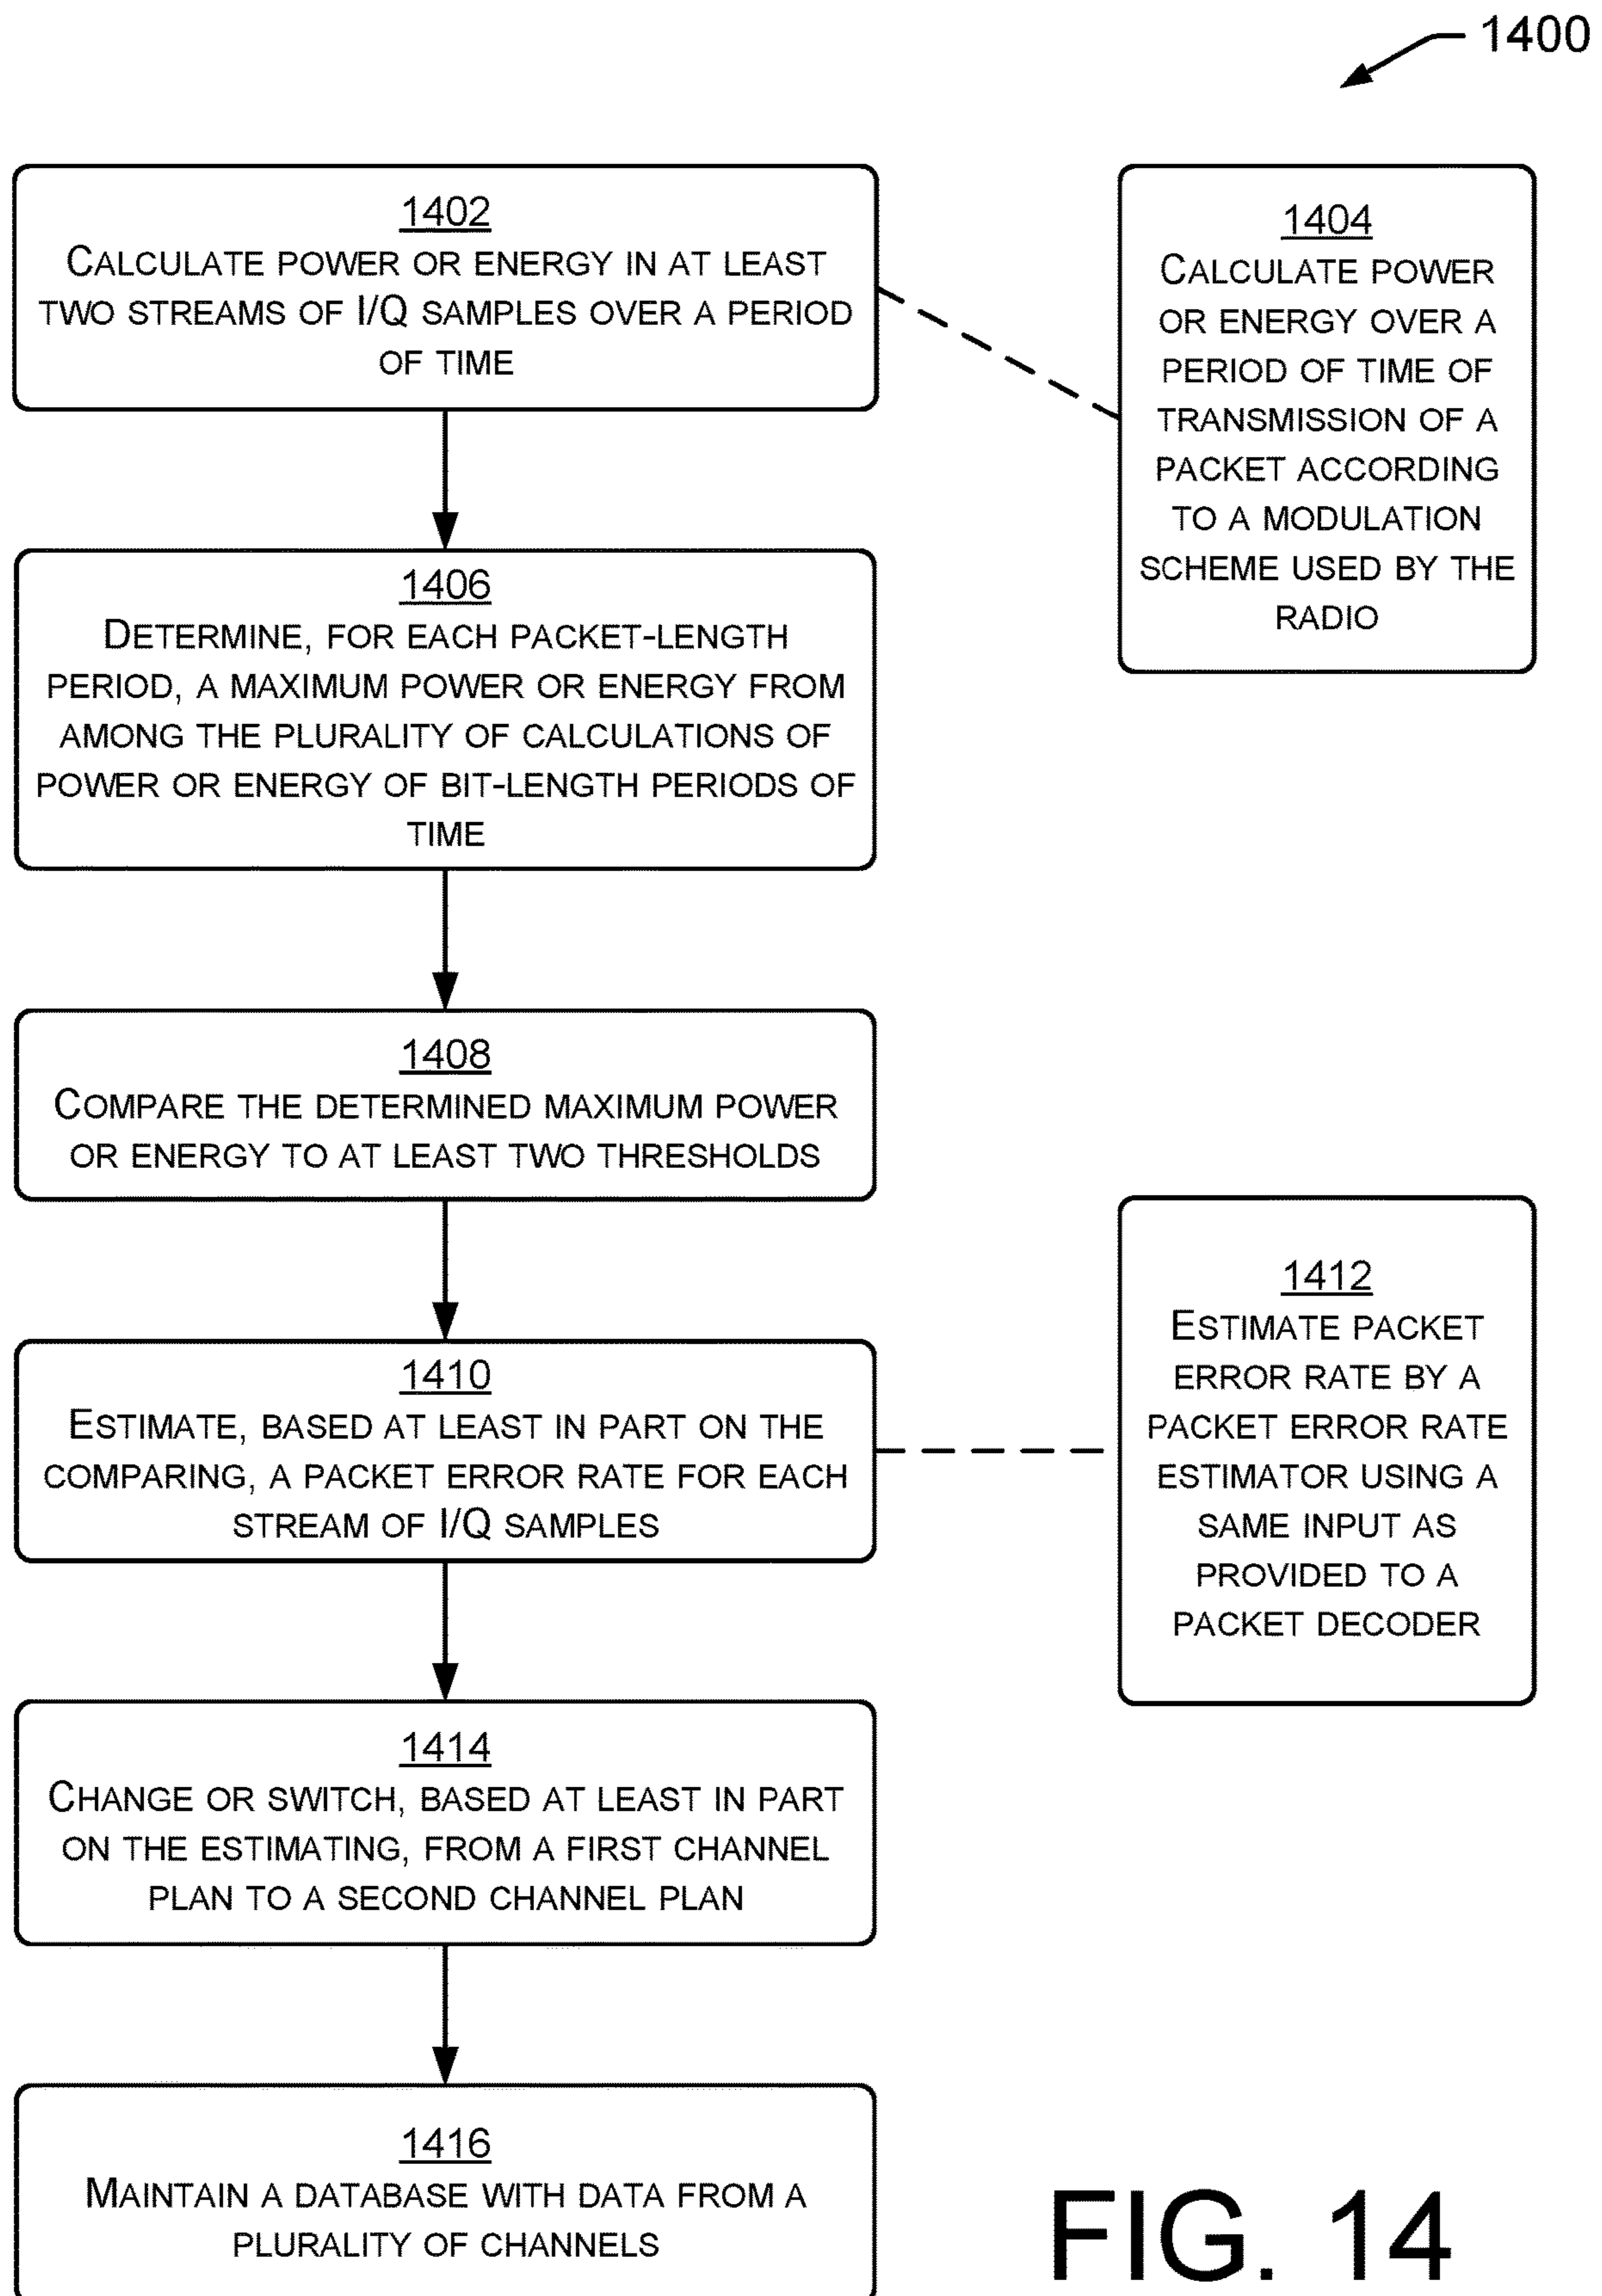 1400
1402
CALCULATE POWER OR ENERGY IN AT LEAST
TWO STREAMS OF I/Q SAMPLES OVER A PERIOD
OF TIME
1404
CALCULATE POWER
OR ENERGY OVER A
PERIOD OF TIME OF
TRANSMISSION OF A
PACKET ACCORDING
TO A MODULATION
SCHEME USED BY THE
RADIO
1406
DETERMINE, FOR EACH PACKET-LENGTH
PERIOD, A MAXIMUM POWER OR ENERGY FROM
AMONG THE PLURALITY OF CALCULATIONS OF
POWER OR ENERGY OF BIT-LENGTH PERIODS OF
TIME
1408
COMPARE THE DETERMINED MAXIMUM POWER
OR ENERGY TO AT LEAST TWO THRESHOLDS
1410
ESTIMATE, BASED AT LEAST IN PART ON THE
COMPARING, A PACKET ERROR RATE FOR EACH
STREAM OF I/Q SAMPLES
1412
ESTIMATE PACKET
ERROR RATE BY A
PACKET ERROR RATE
ESTIMATOR USING A
SAME INPUT AS
PROVIDED TO A
PACKET DECODER
1414
CHANGE OR SWITCH, BASED AT LEAST IN PART
ON THE ESTIMATING, FROM A FIRST CHANNEL
PLAN TO A SECOND CHANNEL PLAN
1416
MAINTAIN A DATABASE WITH DATA FROM A
PLURALITY OF CHANNELS
FIG. 14